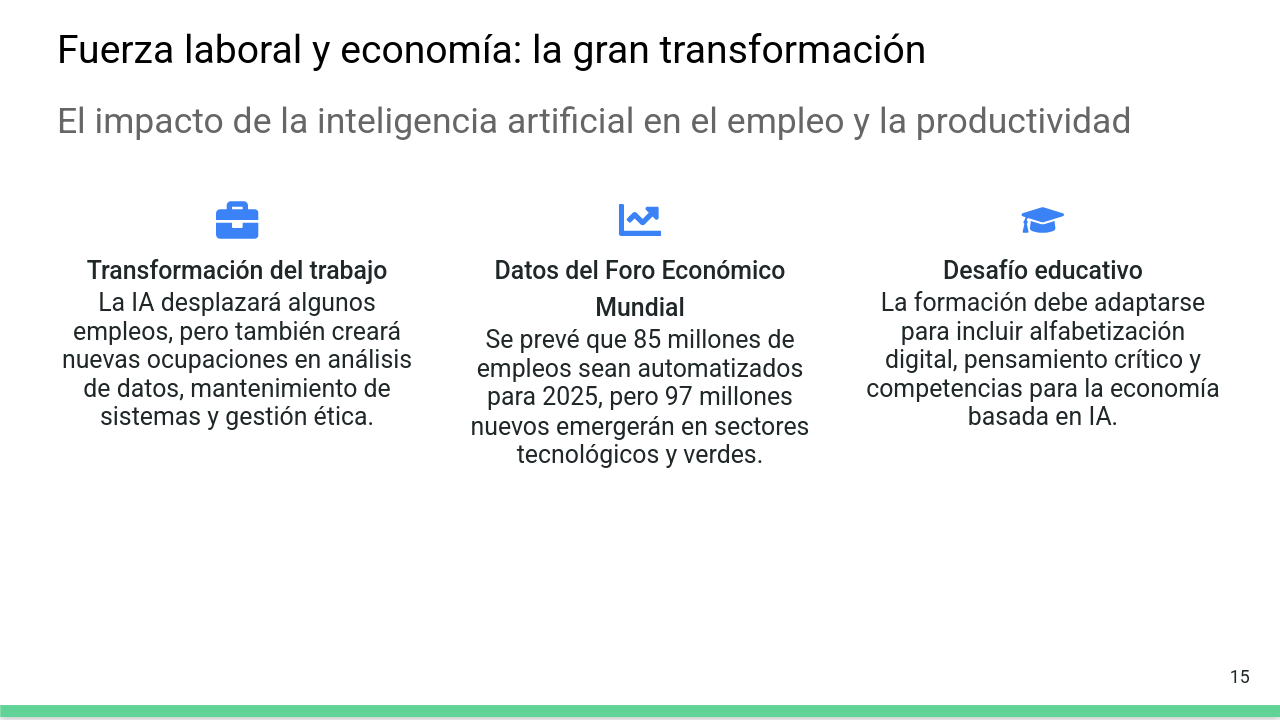 Fuerza laboral y economía: la gran transformación
El impacto de la inteligencia artificial en el empleo y la productividad
Transformación del trabajo
La IA desplazará algunos
empleos, pero también creará
nuevas ocupaciones en análisis
de datos, mantenimiento de
sistemas y gestión ética.
Datos del Foro Económico
Mundial
Se prevé que 85 millones de
empleos sean automatizados
para 2025, pero 97 millones
nuevos emergerán en sectores
tecnológicos y verdes.
Desafío educativo
La formación debe adaptarse
para incluir alfabetización
digital, pensamiento crítico y
competencias para la economía
basada en IA.
15